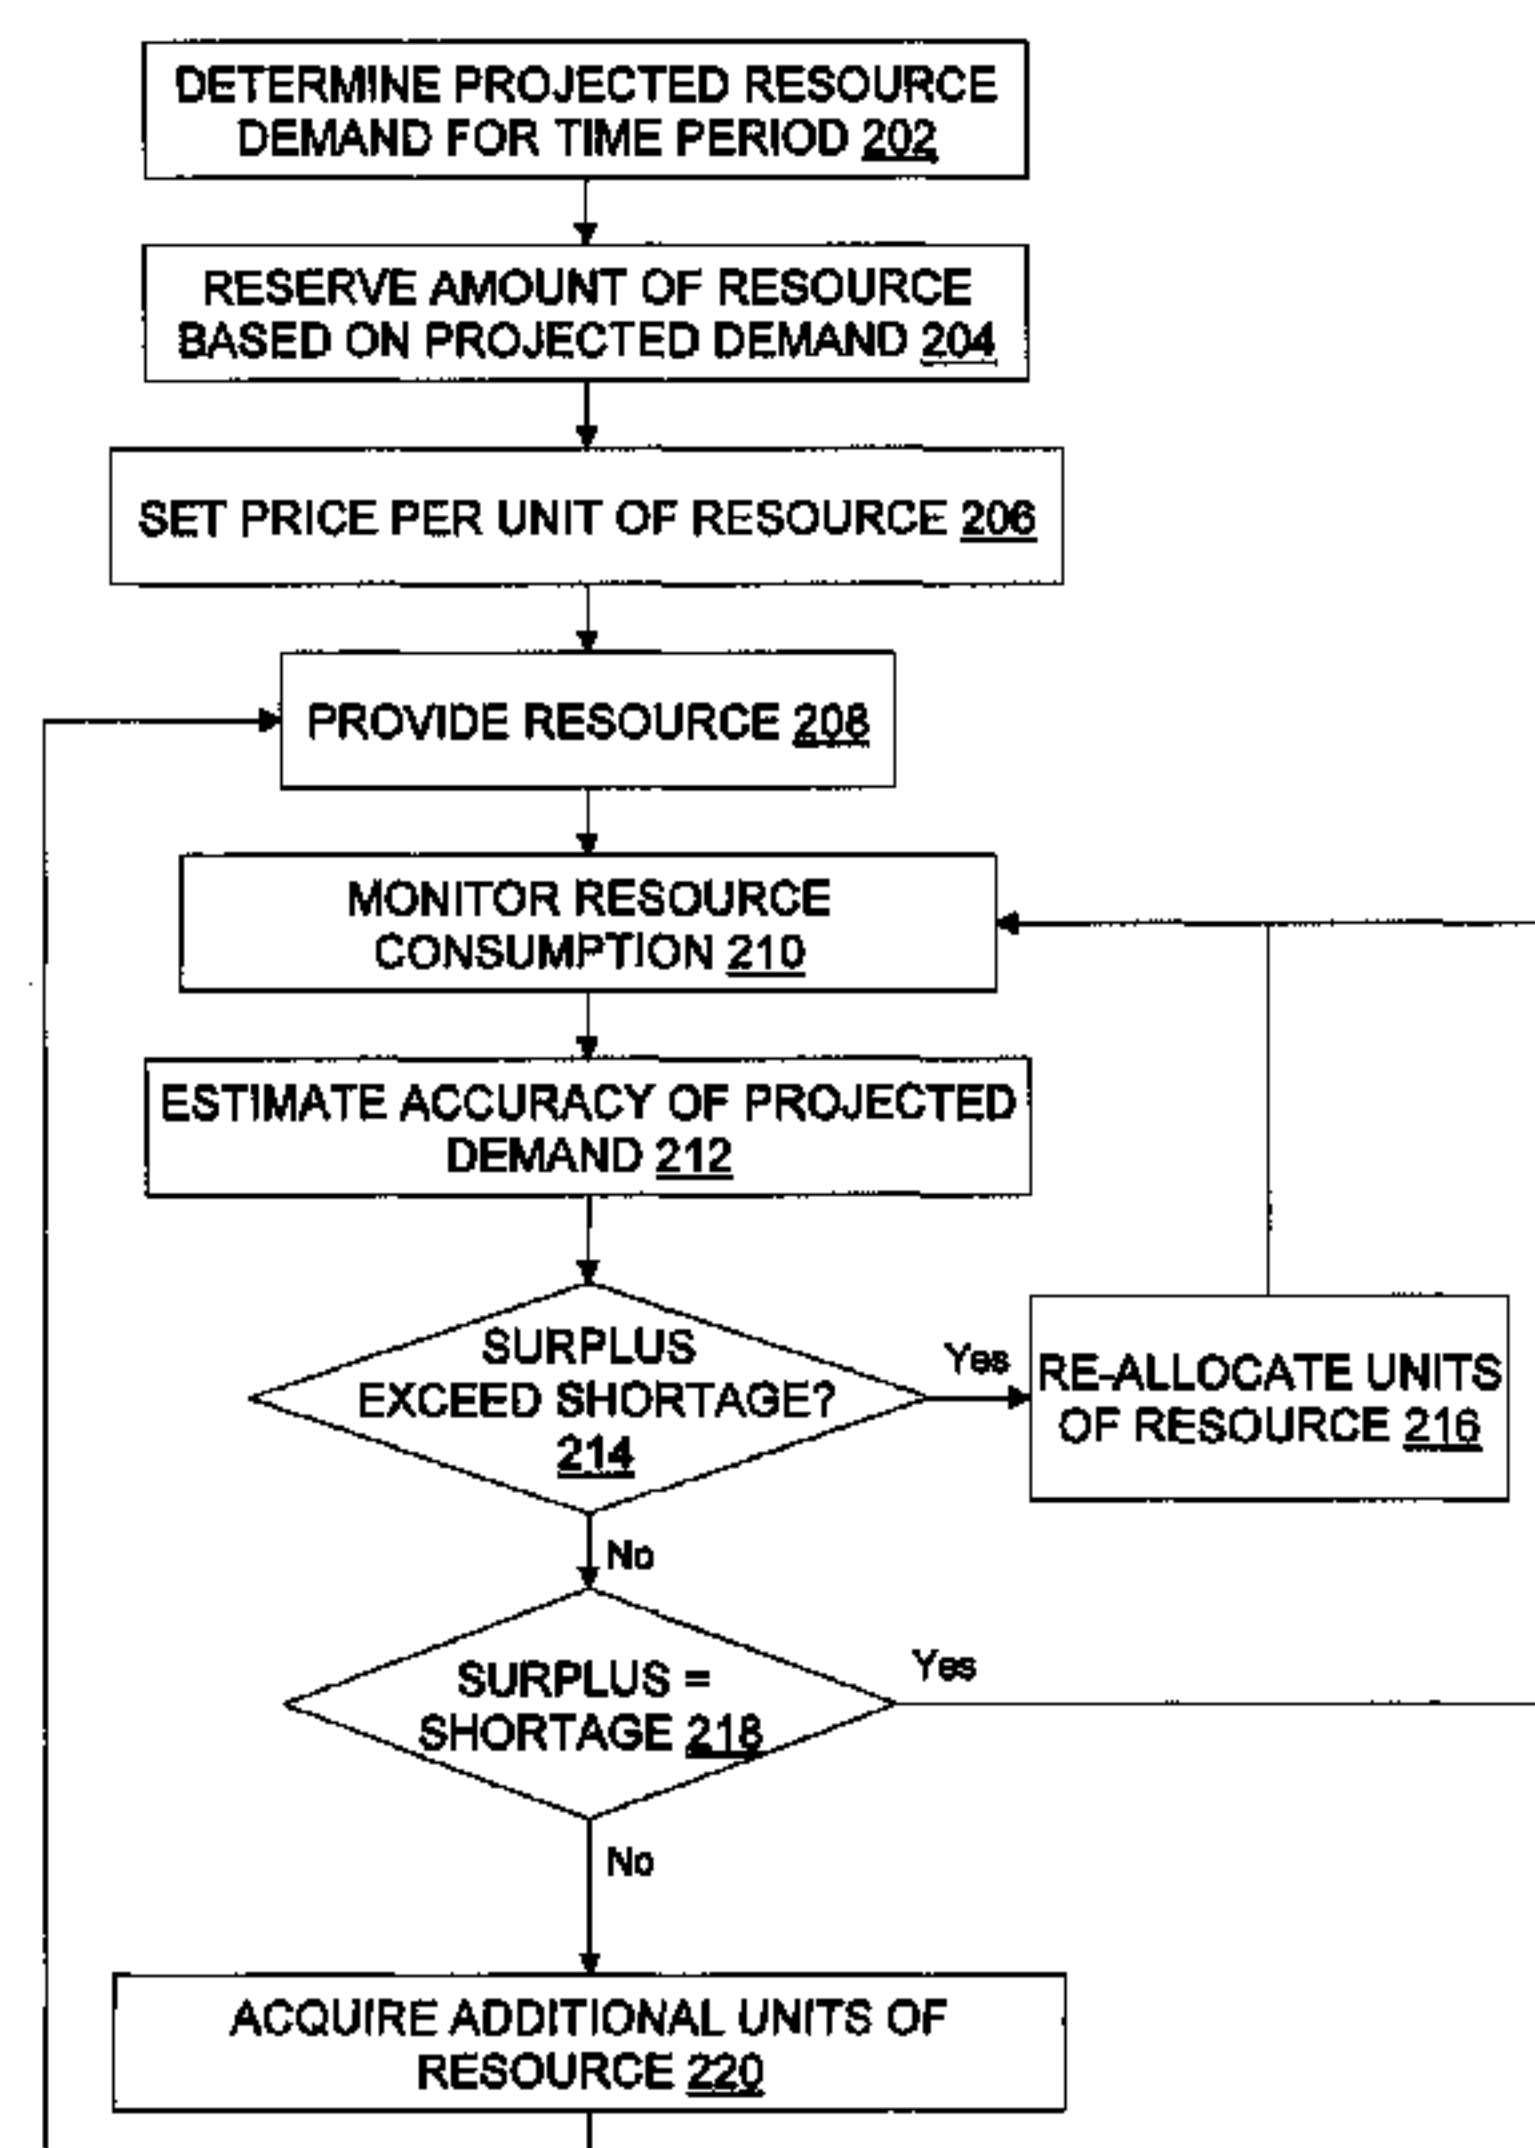 DETERMINE PROJECTED RESOURCE
DEMAND FOR TIME PERIOD 202
RESERVE AMOUNT OF RESOURCE
BASED ON PROJECTED DEMAND 204
SET PRICE PER UNIT OF RESOURCE 206
PROVIDE RESOURCE 208
MONITOR RESOURCE
CONSUMPTION 210
ESTIMATE ACCURACY OF PROJECTED
DEMAND 212
SURPLUS
EXCEED SHORTAGE?
214
Yes
RE-ALLOCATE UNITS
OF RESOURCE 216
No
SURPLUS =
SHORTAGE 218
Yes
No
ACQUIRE ADDITIONAL UNITS OF
RESOURCE 220